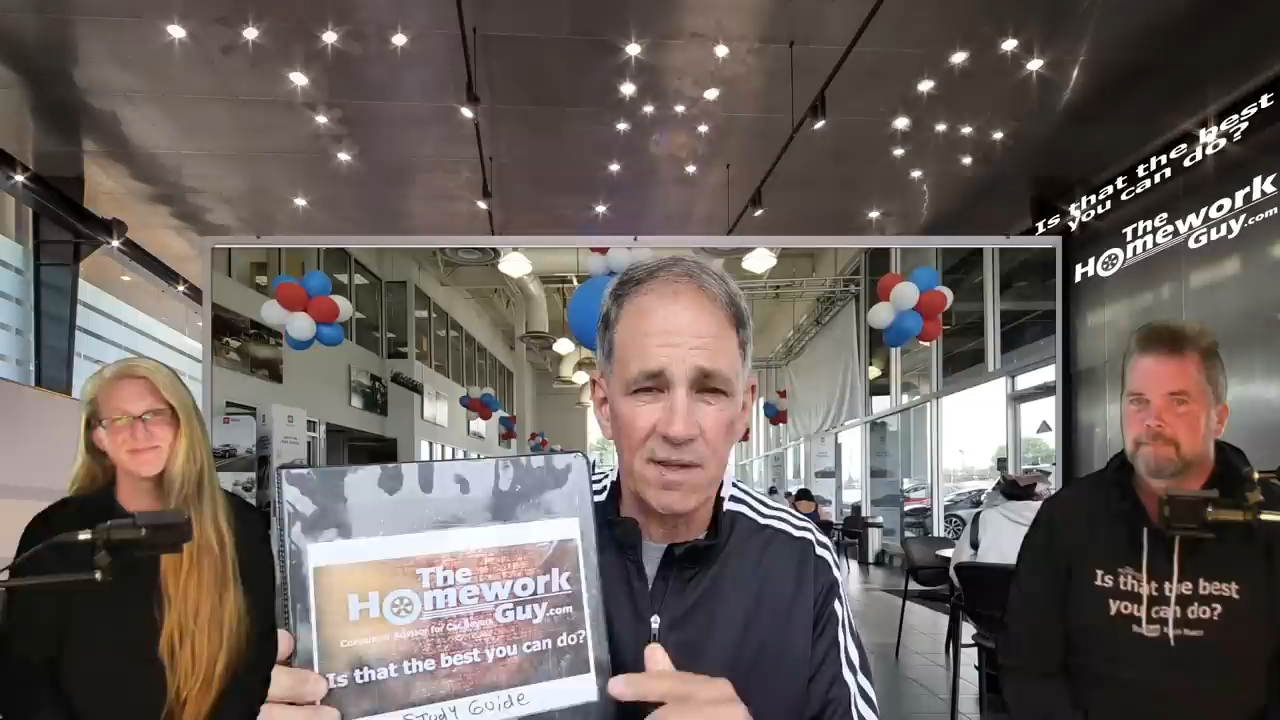 Is that the best
you can do?
The
Homework
Guy.com
The
Homework
Guy.com
Consumer Advisory for Car Buyers
Is that the best you can do?
Study Guide
Is that the best
you can do?